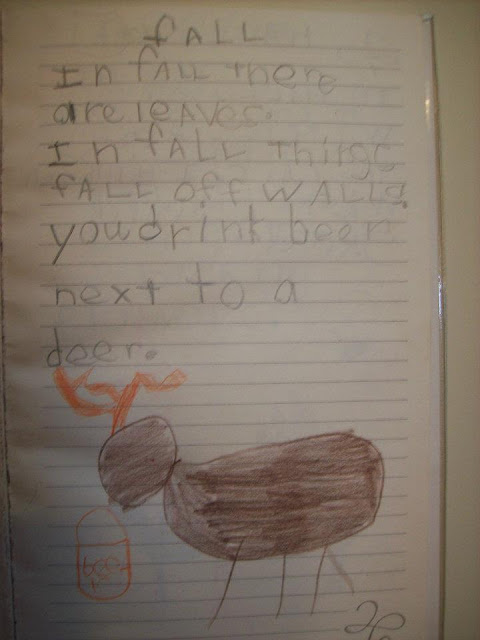 fALL
In fALL There
are leAves.
In fALL Things
fALL off wALLs.
you drink beer
next to a
deer.
beer